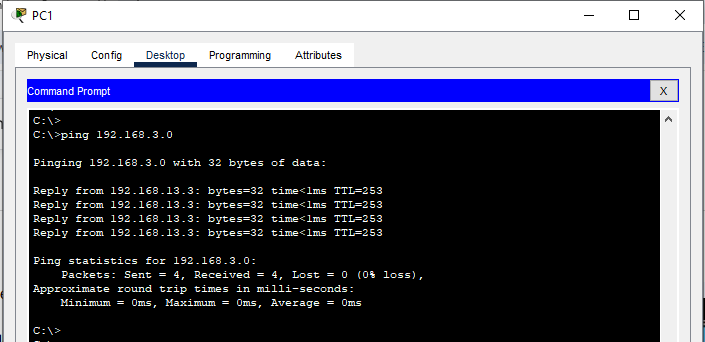 PC1
Physical Config Desktop Programming Attributes
Command Prompt X
C:\>
C:\>ping 192.168.3.0
Pinging 192.168.3.0 with 32 bytes of data:
Reply from 192.168.13.3: bytes=32 time<1ms TTL=253
Reply from 192.168.13.3: bytes=32 time<1ms TTL=253
Reply from 192.168.13.3: bytes=32 time<1ms TTL=253
Reply from 192.168.13.3: bytes=32 time<1ms TTL=253
Ping statistics for 192.168.3.0:
Packets: Sent = 4, Received = 4, Lost = 0 (0% loss),
Approximate round trip times in milli-seconds:
Minimum = 0ms, Maximum = 0ms, Average = 0ms
C:\>